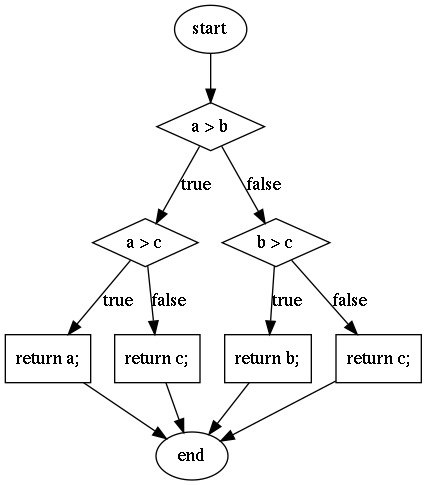 start
a > b
true
false
a > c
b > c
true
false
true
false
return a;
return c;
return b;
return c;
end